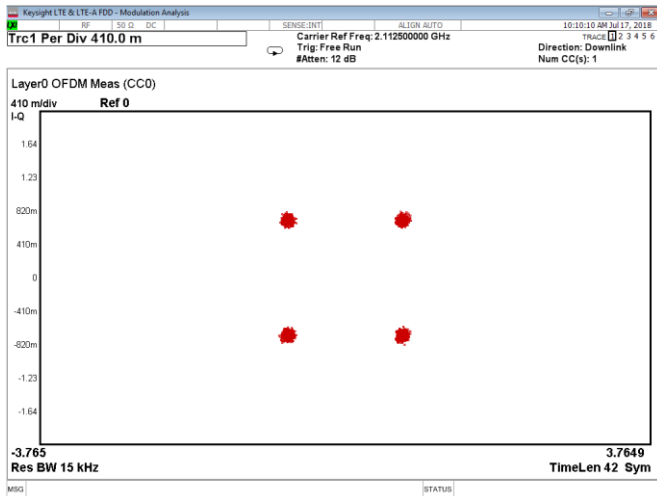 Keysight LTE & LTE-A FDD - Modulation Analysis
RF 50 Ω DC SENSE:INT ALIGN AUTO 10:10:10 AM Jul 17, 2018
Trc1 Per Div 410.0 m
Carrier Ref Freq: 2.112500000 GHz
TRACE 1 2 3 4 5 6
Trig: Free Run
Direction: Downlink
#Atten: 12 dB
Num CC(s): 1
Layer0 OFDM Meas (CC0)
410 m/div Ref 0
I-Q
1.64
1.23
820m
410m
0
-410m
-820m
-1.23
-1.64
-3.765 3.7649
Res BW 15 kHz TimeLen 42 Sym
MSG STATUS